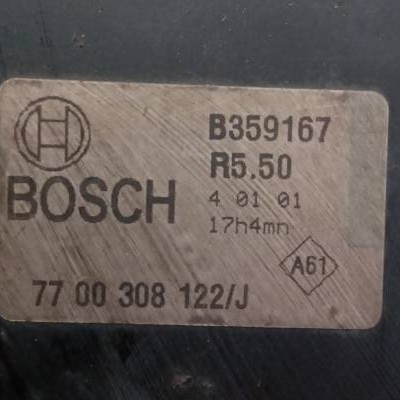 B359167
R5.50
BOSCH
4 01 01
17h4mn
A61
77 00 308 122/J